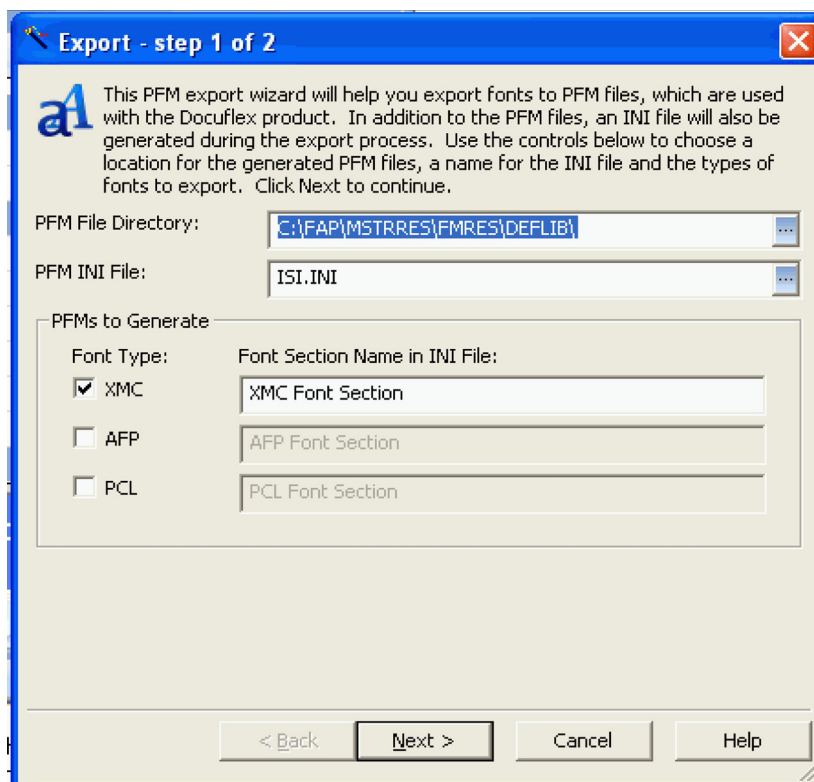 Export - step 1 of 2
This PFM export wizard will help you export fonts to PFM files, which are used
with the Docuflex product. In addition to the PFM files, an INI file will also be
generated during the export process. Use the controls below to choose a
location for the generated PFM files, a name for the INI file and the types of
fonts to export. Click Next to continue.
PFM File Directory: C:\FAP\MSTRRES\FMRES\DEFLIB\ ...
PFM INI File: ISI.INI ...
PFMs to Generate
Font Type: Font Section Name in INI File:
XMC XMC Font Section
AFP AFP Font Section
PCL PCL Font Section
< Back Next > Cancel Help